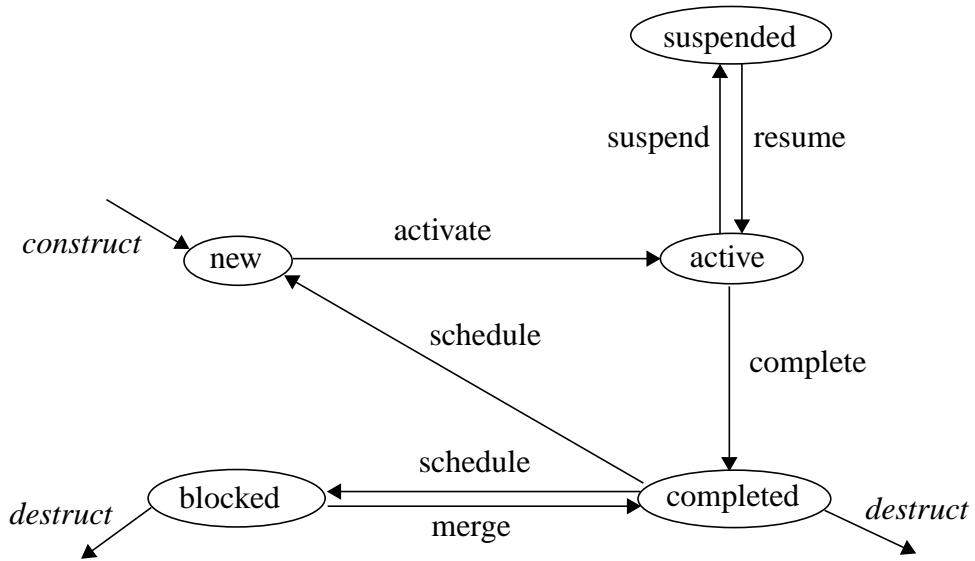 suspended
suspend
resume
construct
activate
new
active
schedule
complete
schedule
blocked
completed
destruct
destruct
merge